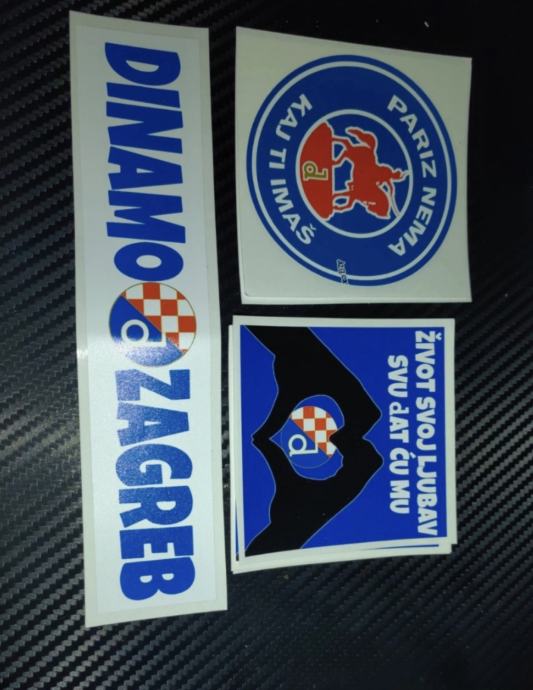 DINAMO d ZAGREB
PARIZ NEMA
KAJ TI IMAŠ
d
ŽIVOT SVOJ LJUBAV
SVU dAT ĆU MU
d